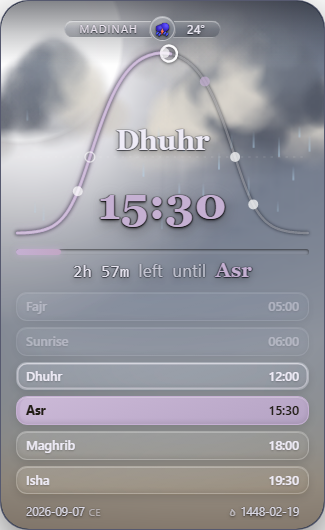 MADINAH 24°
Dhuhr
15:30
2h 57m left until Asr
Fajr 05:00
Sunrise 06:00
Dhuhr 12:00
Asr 15:30
Maghrib 18:00
Isha 19:30
2026-09-07 CE 1448-02-19